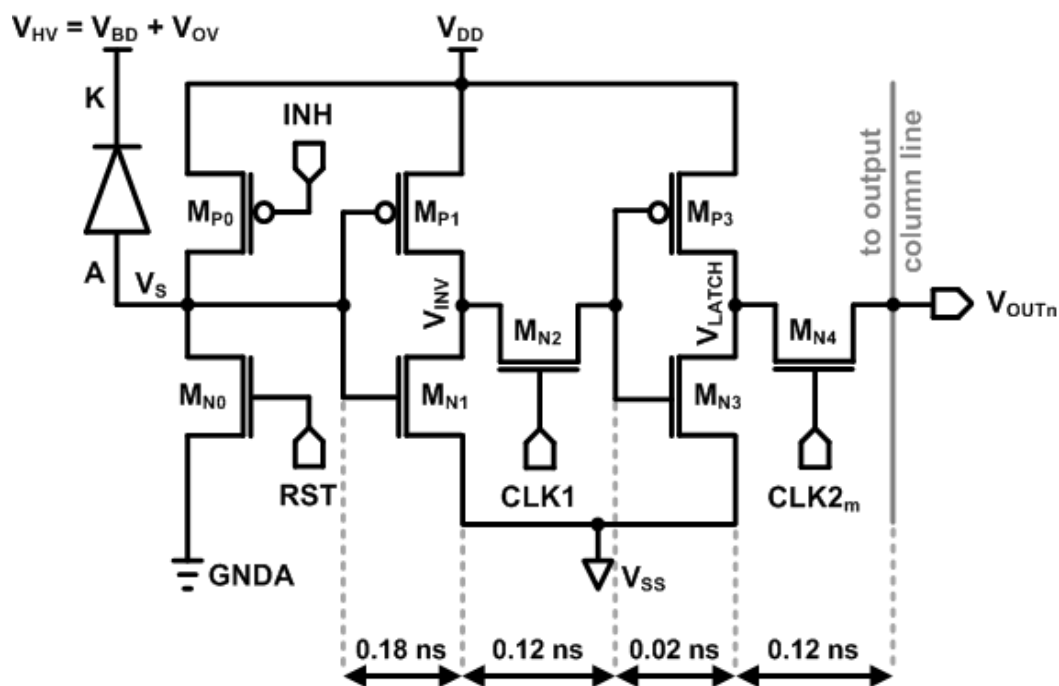 V_HV = V_BD + V_OV
V_DD
K
INH
to output
column line
M_P0
M_P1
M_P3
A
V_S
V_INV
V_LATCH
M_N2
M_N4
V_OUTn
M_N0
M_N1
M_N3
RST
CLK1
CLK2_m
GNDA
V_SS
0.18 ns
0.12 ns
0.02 ns
0.12 ns